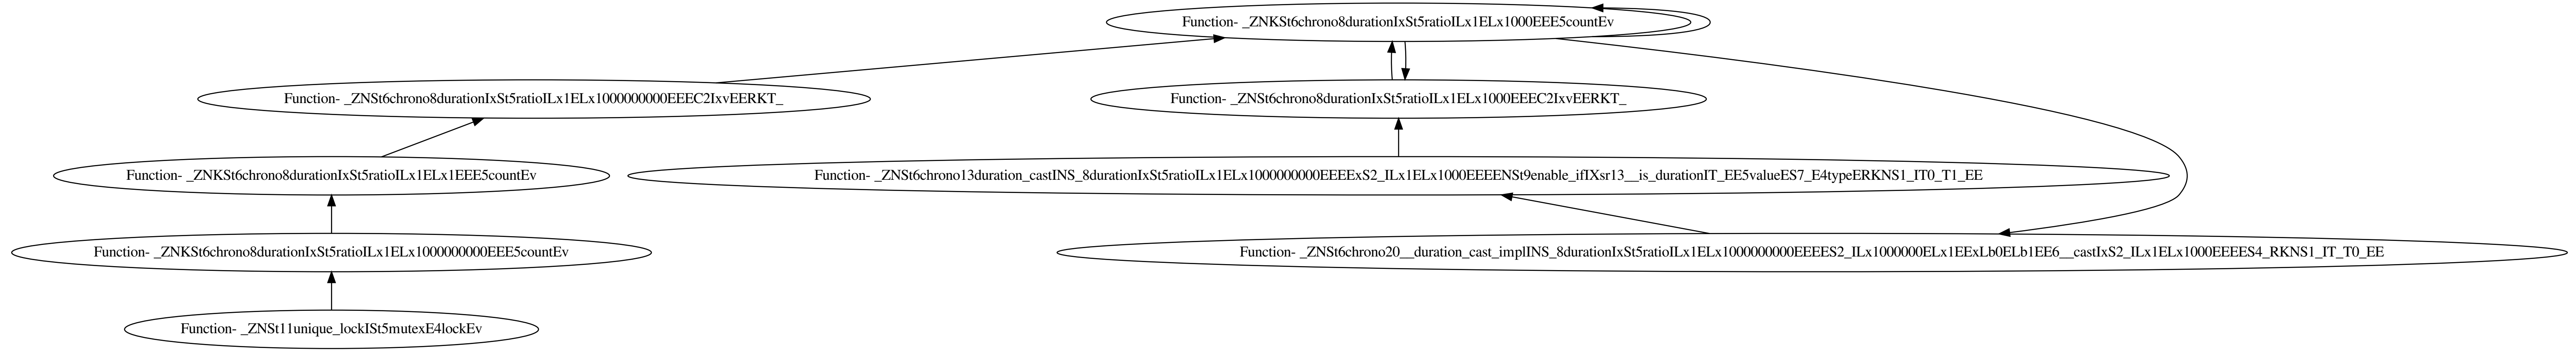 Function- _ZNKSt6chrono8durationIxSt5ratioILx1ELx1000EEE5countEv
Function- _ZNSt6chrono8durationIxSt5ratioILx1ELx1000000000EEEC2IxvEERKT_
Function- _ZNSt6chrono8durationIxSt5ratioILx1ELx1000EEEC2IxvEERKT_
Function- _ZNKSt6chrono8durationIxSt5ratioILx1ELx1EEE5countEv
Function- _ZNSt6chrono13duration_castINS_8durationIxSt5ratioILx1ELx1000000000EEEExS2_ILx1ELx1000EEEENSt9enable_ifIXsr13__is_durationIT_EE5valueES7_E4typeERKNS1_IT0_T1_EE
Function- _ZNKSt6chrono8durationIxSt5ratioILx1ELx1000000000EEE5countEv
Function- _ZNSt6chrono20__duration_cast_implINS_8durationIxSt5ratioILx1ELx1000000000EEEES2_ILx1000000ELx1EExLb0ELb1EE6__castIxS2_ILx1ELx1000EEEES4_RKNS1_IT_T0_EE
Function- _ZNSt11unique_lockISt5mutexE4lockEv